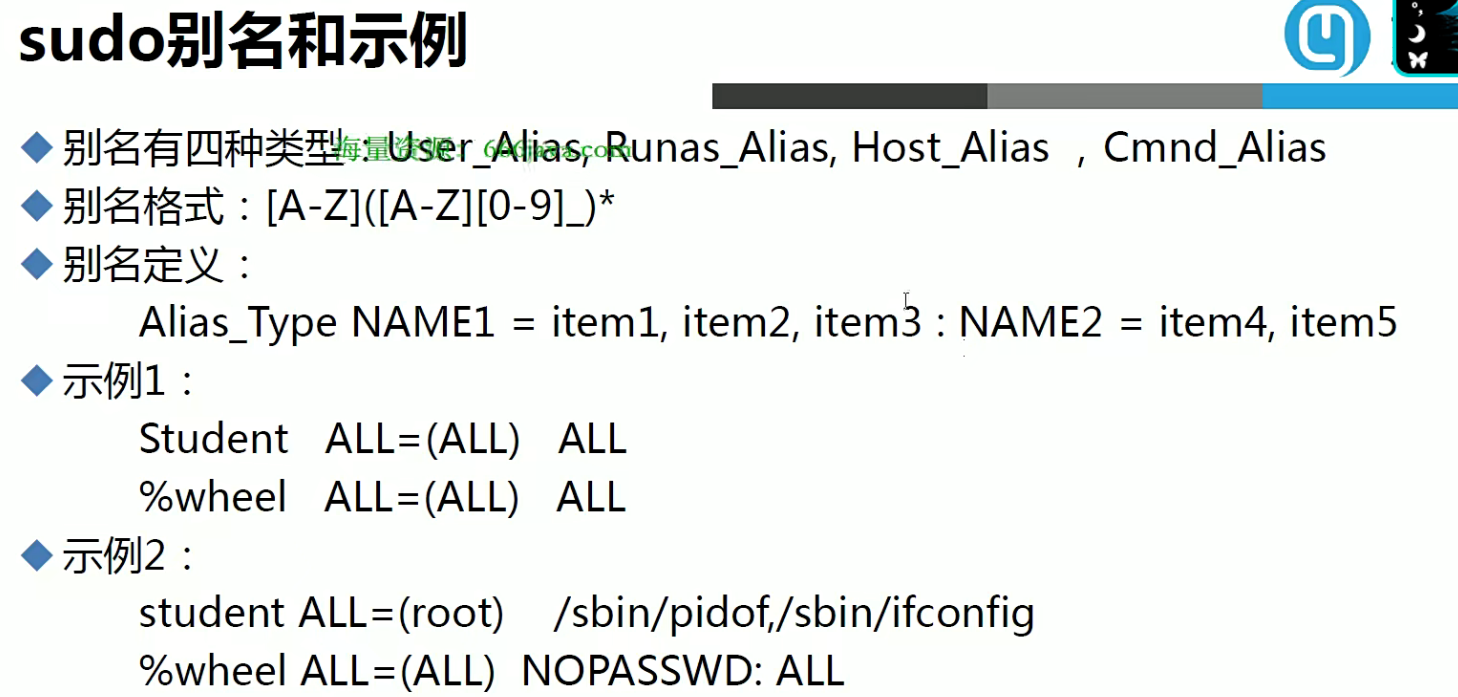 sudo别名和示例
别名有四种类型：User_Alias, Runas_Alias, Host_Alias ，Cmnd_Alias
海量资源：666java.com
别名格式：[A-Z]([A-Z][0-9]_)*
别名定义：
Alias_Type NAME1 = item1, item2, item3 : NAME2 = item4, item5
示例1：
Student ALL=(ALL) ALL
%wheel ALL=(ALL) ALL
示例2：
student ALL=(root) /sbin/pidof,/sbin/ifconfig
%wheel ALL=(ALL) NOPASSWD: ALL